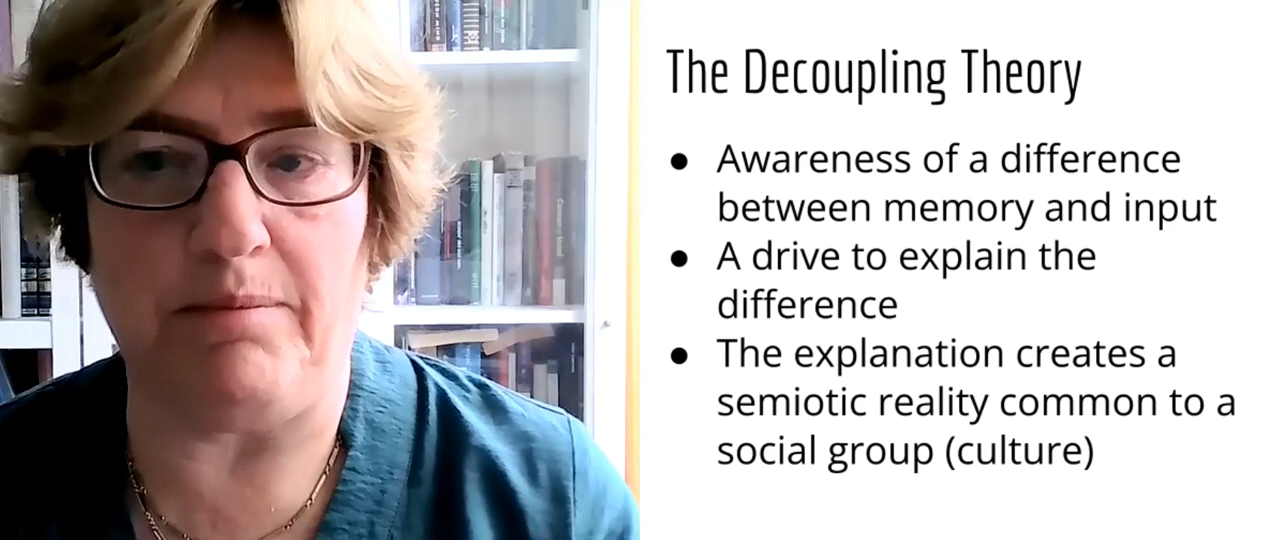 The Decoupling Theory
● Awareness of a difference
between memory and input
● A drive to explain the
difference
● The explanation creates a
semiotic reality common to a
social group (culture)